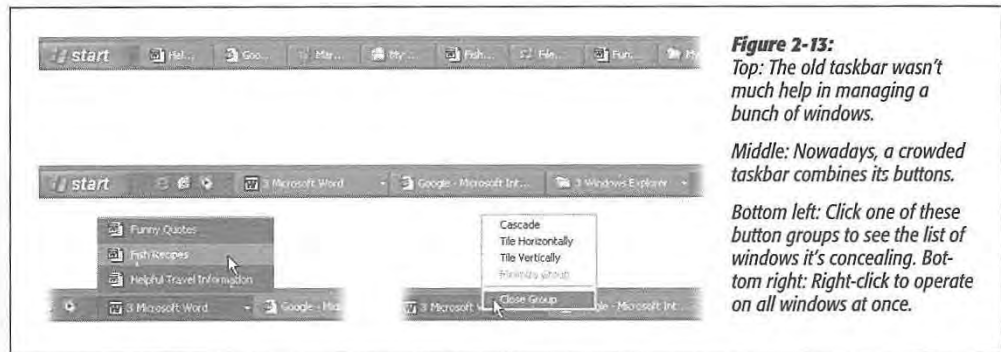 start Hel... Goo... Mar... My ... Fish... File... Fun... My
Figure 2-13:
Top: The old taskbar wasn't
much help in managing a
bunch of windows.
Middle: Nowadays, a crowded
taskbar combines its buttons.
Bottom left: Click one of these
button groups to see the list of
windows it's concealing. Bot-
tom right: Right-click to operate
on all windows at once.
start 3 Microsoft Word Google - Microsoft Int... 3 Windows Explorer
Funny Quotes
Fish Recipes
Helpful Travel Information
3 Microsoft Word Google - Mic
Cascade
Tile Horizontally
Tile Vertically
Minimize Group
Close Group
3 Microsoft W gle - Microsoft Int...